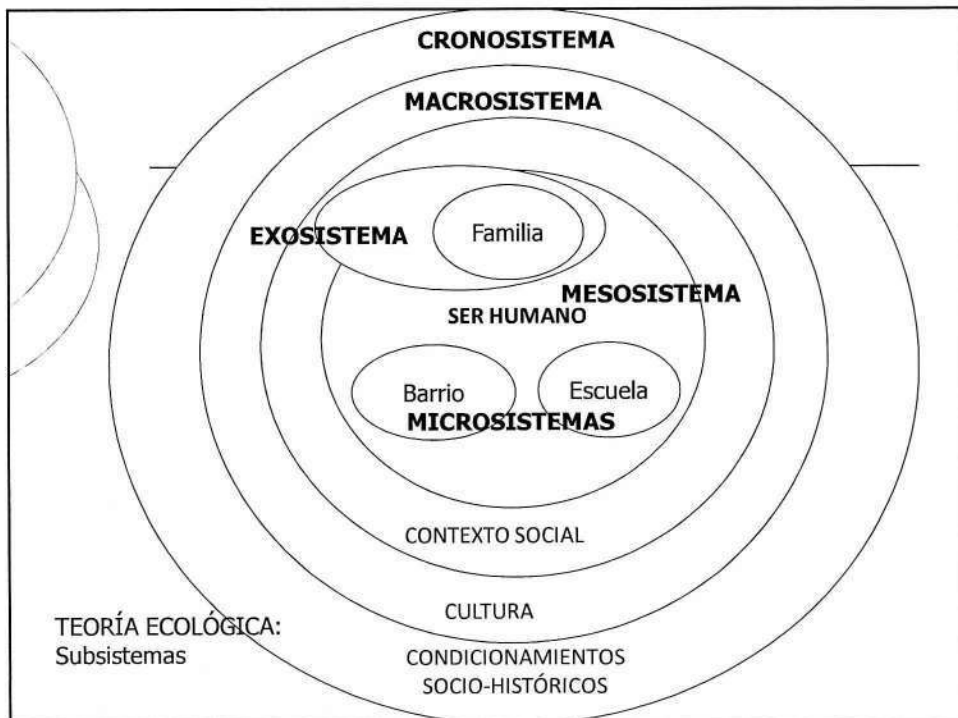 CRONOSISTEMA
MACROSISTEMA
EXOSISTEMA
Familia
MESOSISTEMA
SER HUMANO
Barrio
Escuela
MICROSISTEMAS
CONTEXTO SOCIAL
CULTURA
TEORÍA ECOLÓGICA:
Subsistemas
CONDICIONAMIENTOS
SOCIO-HISTÓRICOS